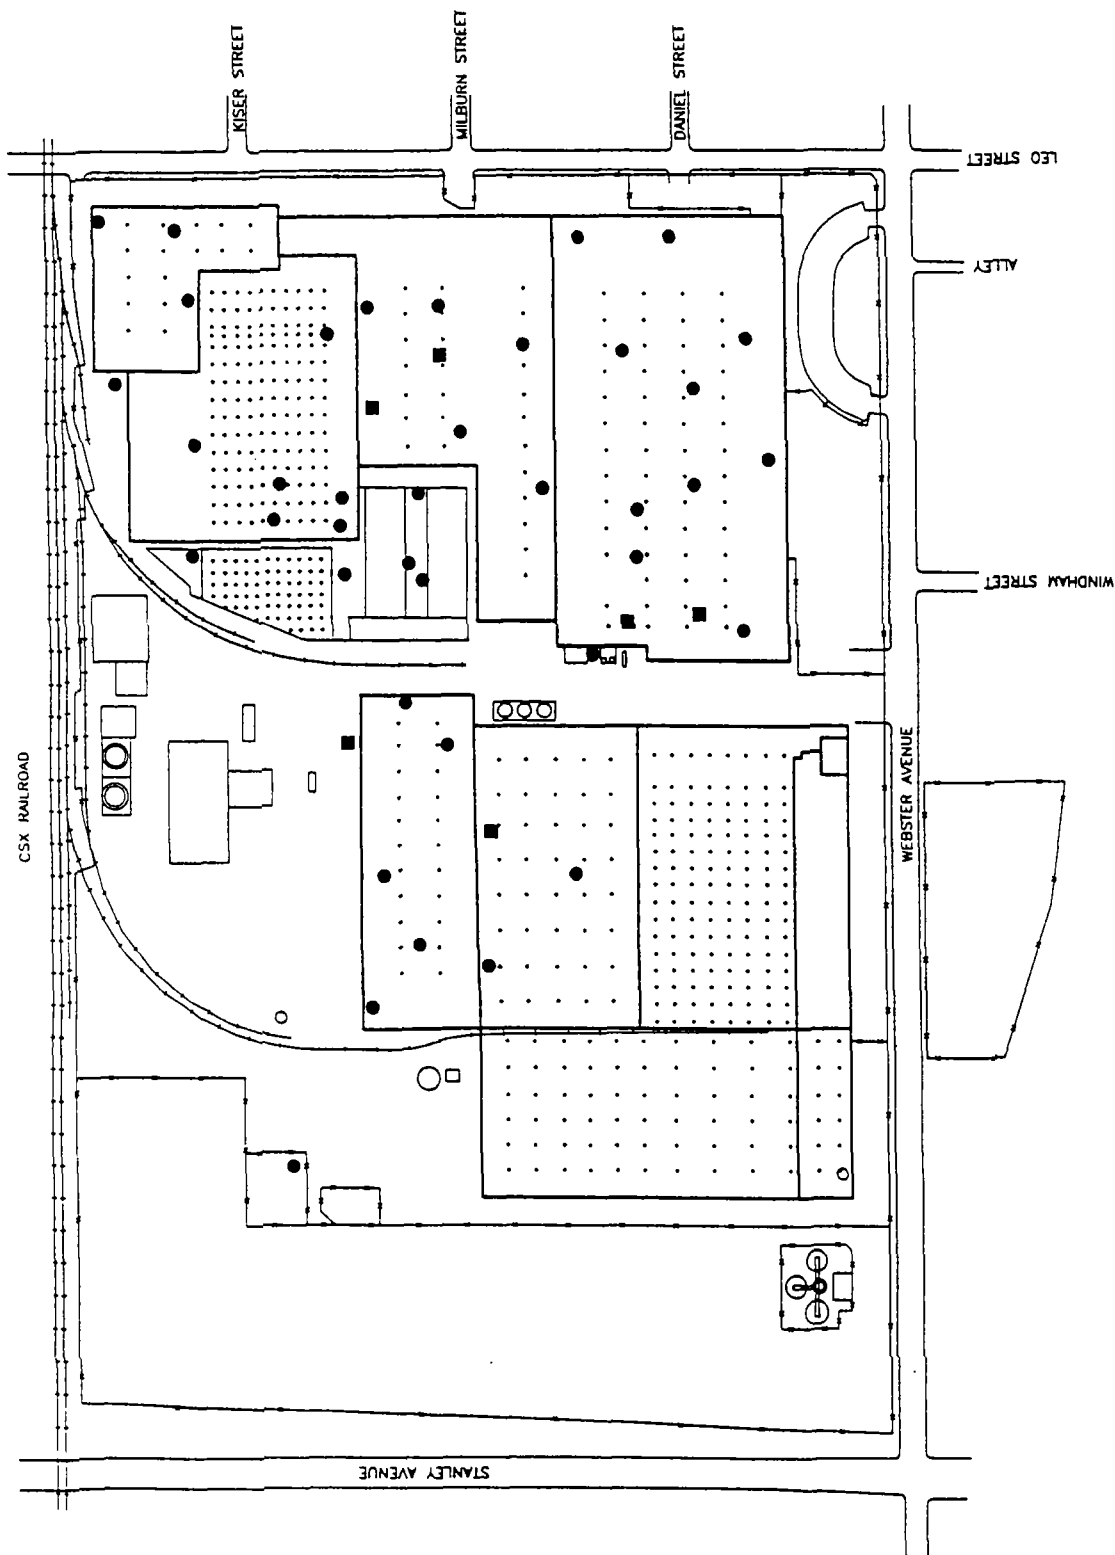 KISER STREET
MILBURN STREET
DANIEL STREET
LEO STREET
ALLEY
WINDHAM STREET
CSX RAILROAD
WEBSTER AVENUE
STANLEY AVENUE